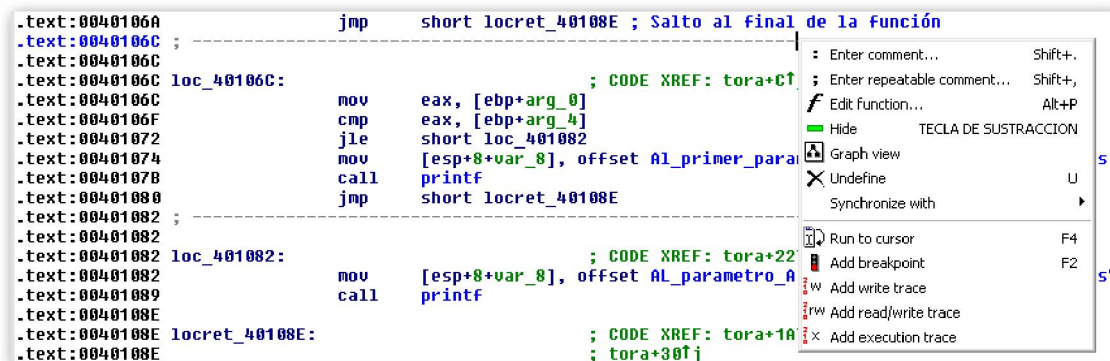 .text:0040106A jmp short locret_40108E ; Salto al final de la función
.text:0040106C ; ---------------------------------------------------------------------------
.text:0040106C
.text:0040106C loc_40106C: ; CODE XREF: tora+C↑
.text:0040106C mov eax, [ebp+arg_0]
.text:0040106F cmp eax, [ebp+arg_4]
.text:00401072 jle short loc_401082
.text:00401074 mov [esp+8+var_8], offset Al_primer_para s
.text:0040107B call printf
.text:00401080 jmp short locret_40108E
.text:00401082 ; ---------------------------------------------------------------------------
.text:00401082
.text:00401082 loc_401082: ; CODE XREF: tora+22
.text:00401082 mov [esp+8+var_8], offset AL_parametro_A s"
.text:00401089 call printf
.text:0040108E
.text:0040108E locret_40108E: ; CODE XREF: tora+1A
.text:0040108E ; tora+30↑j
: Enter comment... Shift+.
; Enter repeatable comment... Shift+,
f Edit function... Alt+P
Hide TECLA DE SUSTRACCION
Graph view
Undefine U
Synchronize with
Run to cursor F4
Add breakpoint F2
w Add write trace
rw Add read/write trace
x Add execution trace